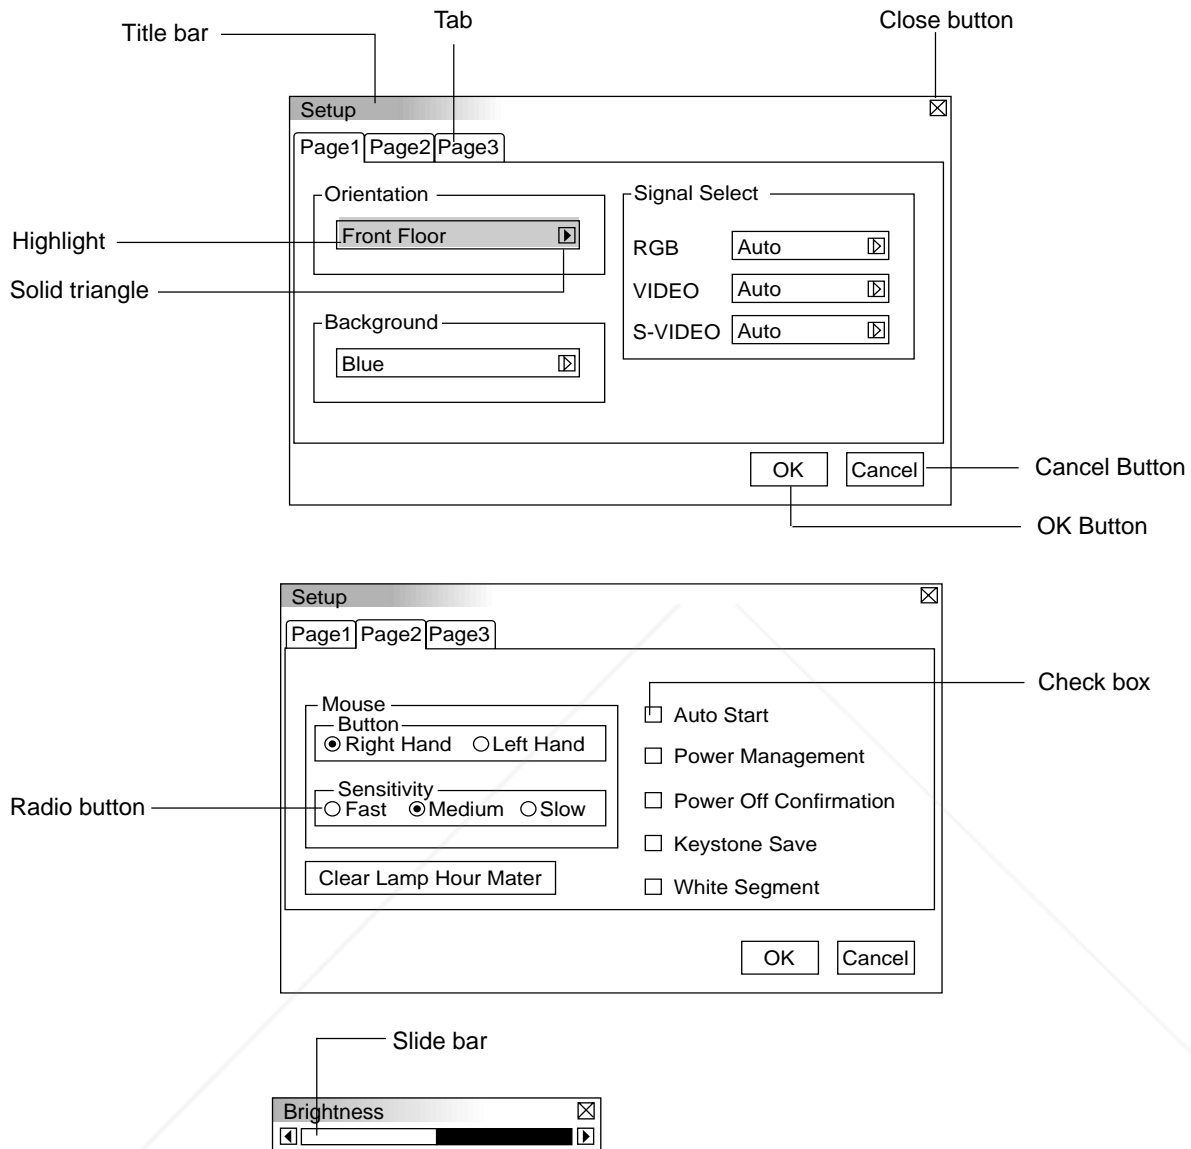 Title bar
Tab
Close button
Setup
Page1 Page2 Page3
Orientation
Signal Select
Highlight
Front Floor
RGB Auto
Solid triangle
VIDEO Auto
Background
S-VIDEO Auto
Blue
OK Cancel
Cancel Button
OK Button
Setup
Page1 Page2 Page3
Check box
Mouse
Button
Right Hand Left Hand
Auto Start
Power Management
Sensitivity
Radio button
Fast Medium Slow
Power Off Confirmation
Keystone Save
Clear Lamp Hour Mater
White Segment
OK Cancel
Slide bar
Brightness